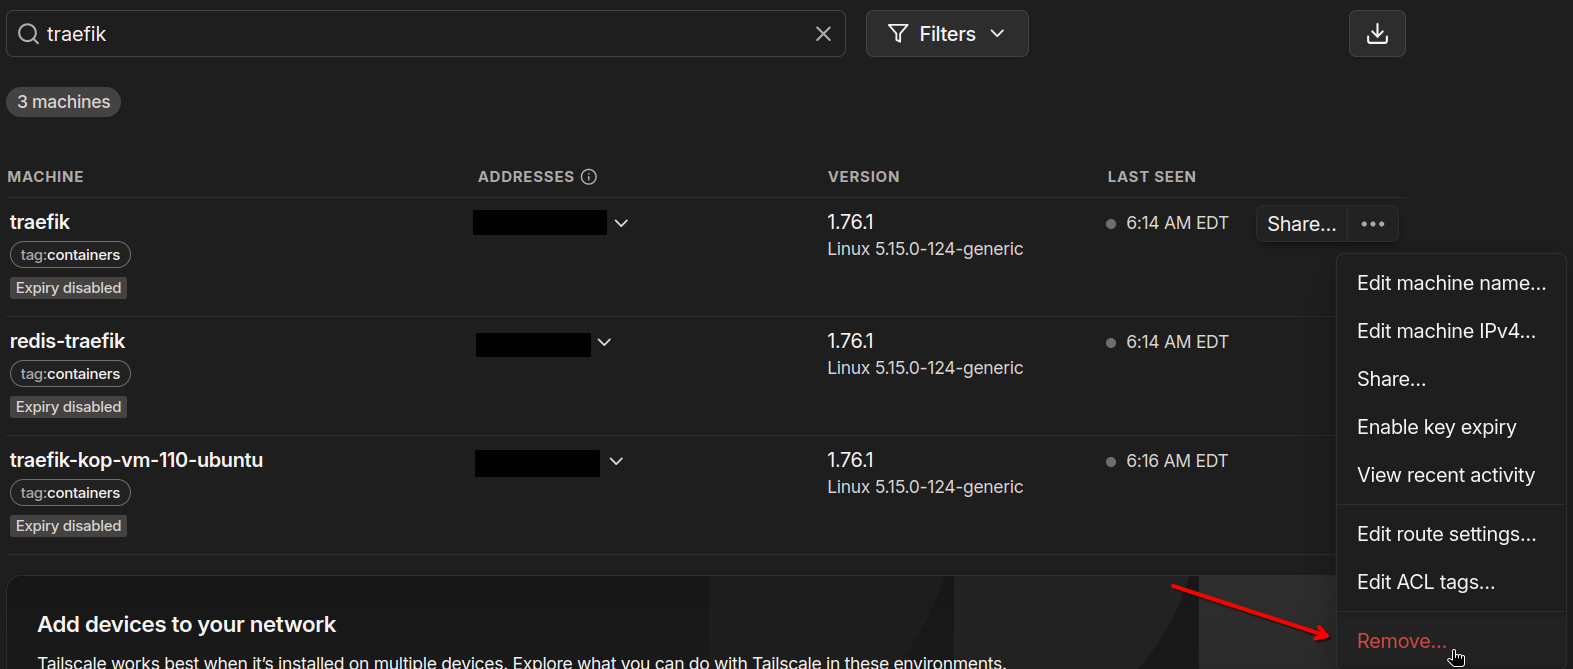 traefik
Filters
3 machines
MACHINE ADDRESSES VERSION LAST SEEN
traefik 1.76.1 6:14 AM EDT Share... ...
tag:containers Linux 5.15.0-124-generic
Expiry disabled
redis-traefik 1.76.1 6:14 AM EDT
tag:containers Linux 5.15.0-124-generic
Expiry disabled
traefik-kop-vm-110-ubuntu 1.76.1 6:16 AM EDT
tag:containers Linux 5.15.0-124-generic
Expiry disabled
Edit machine name...
Edit machine IPv4...
Share...
Enable key expiry
View recent activity
Edit route settings...
Edit ACL tags...
Remove...
Add devices to your network
Tailscale works best when it’s installed on multiple devices. Explore what you can do with Tailscale in these environments.